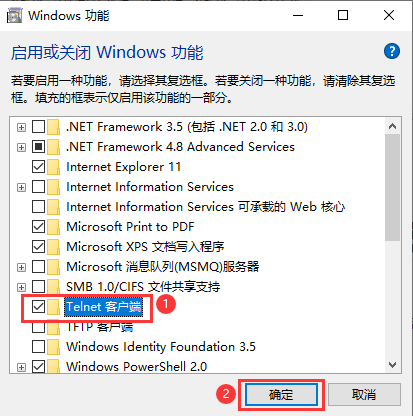 Windows 功能
启用或关闭 Windows 功能
?
若要启用一种功能，请选择其复选框。若要关闭一种功能，请清除其复选
框。填充的框表示仅启用该功能的一部分。
.NET Framework 3.5 (包括 .NET 2.0 和 3.0)
.NET Framework 4.8 Advanced Services
Internet Explorer 11
Internet Information Services
Internet Information Services 可承载的 Web 核心
Microsoft Print to PDF
Microsoft XPS 文档写入程序
Microsoft 消息队列(MSMQ)服务器
SMB 1.0/CIFS 文件共享支持
Telnet 客户端 1
TFTP 客户端
Windows Identity Foundation 3.5
Windows PowerShell 2.0
2 确定 取消